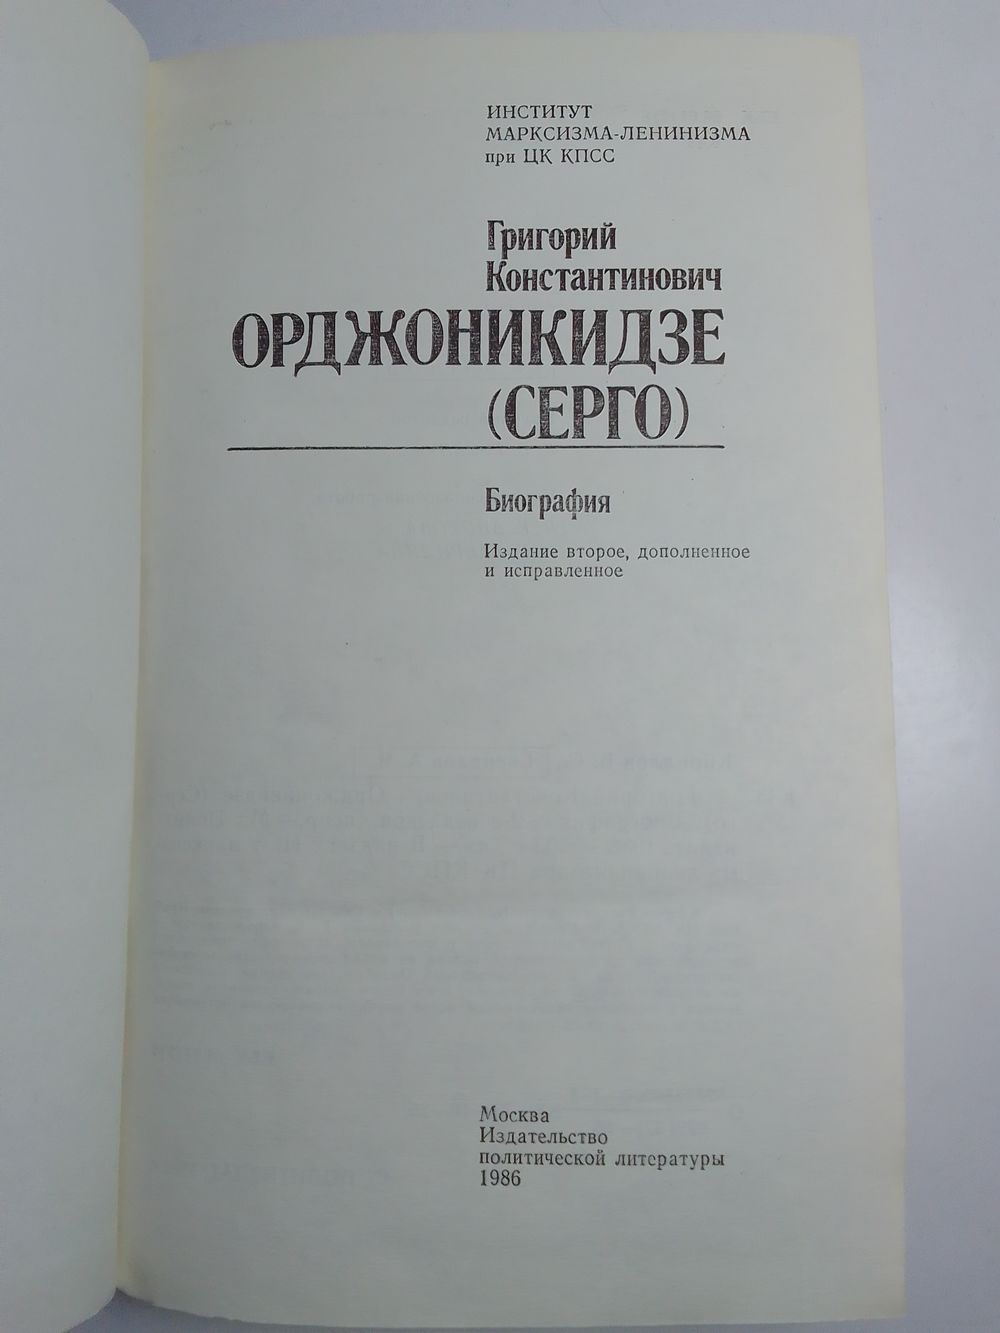 ИНСТИТУТ
МАРКСИЗМА-ЛЕНИНИЗМА
при ЦК КПСС
Григорий
Константинович
ОРДЖОНИКИДЗЕ
(СЕРГО)
Биография
Издание второе, дополненное
и исправленное
Москва
Издательство
политической литературы
1986